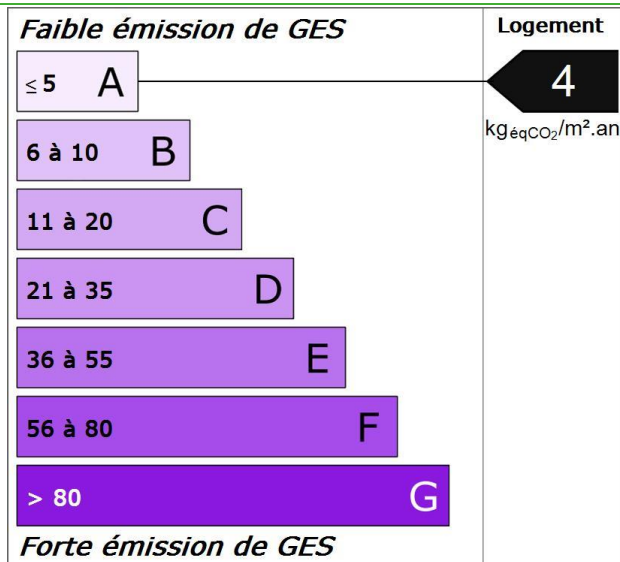 Faible émission de GES
Logement
≤ 5 A
4
kgéqCO₂/m².an
6 à 10 B
11 à 20 C
21 à 35 D
36 à 55 E
56 à 80 F
> 80 G
Forte émission de GES